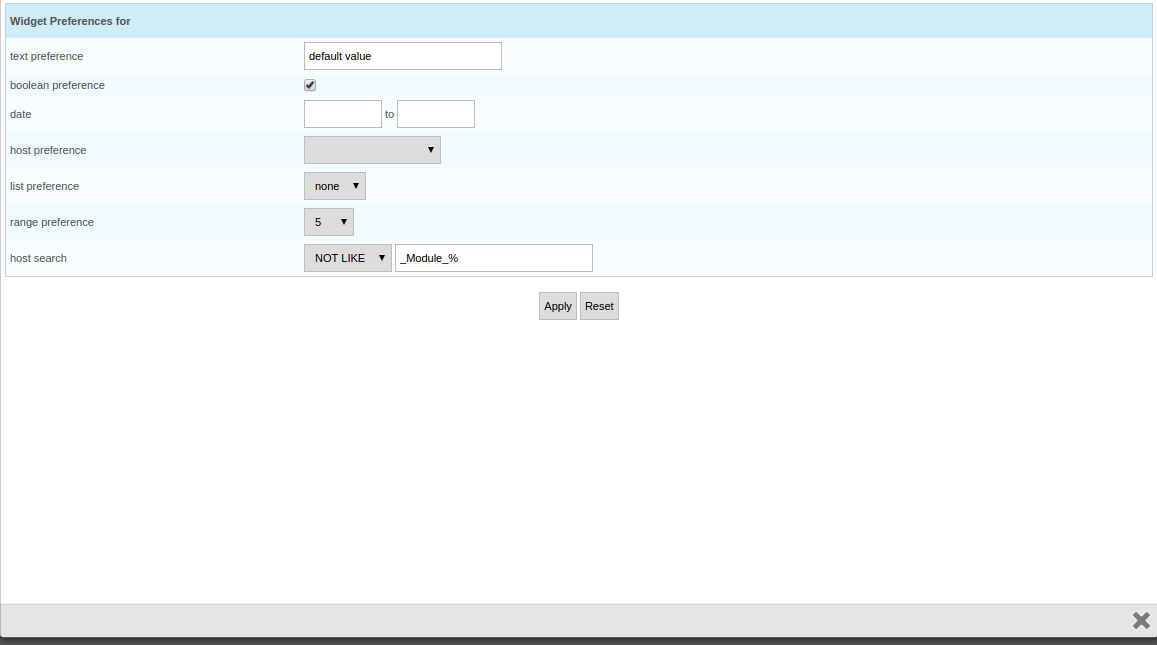 Widget Preferences for
text preference default value
boolean preference
date to
host preference
list preference none
range preference 5
host search NOT LIKE _Module_%
Apply Reset